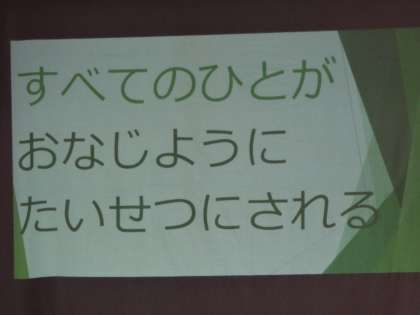 すべてのひとが
おなじように
たいせつにされる